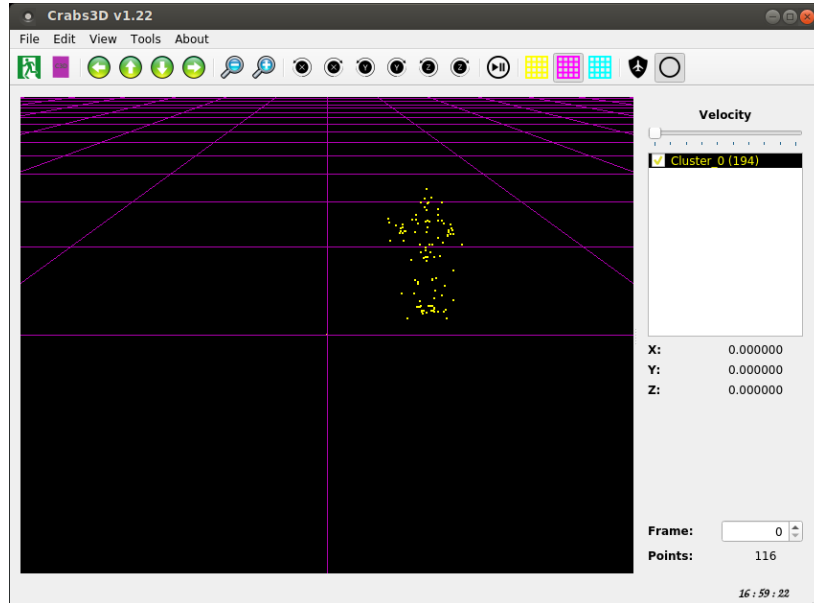 Crabs3D v1.22
File Edit View Tools About
X X Y Y Z Z
Velocity
Cluster_0 (194)
X: 0.000000
Y: 0.000000
Z: 0.000000
Frame: 0
Points: 116
16 : 59 : 22